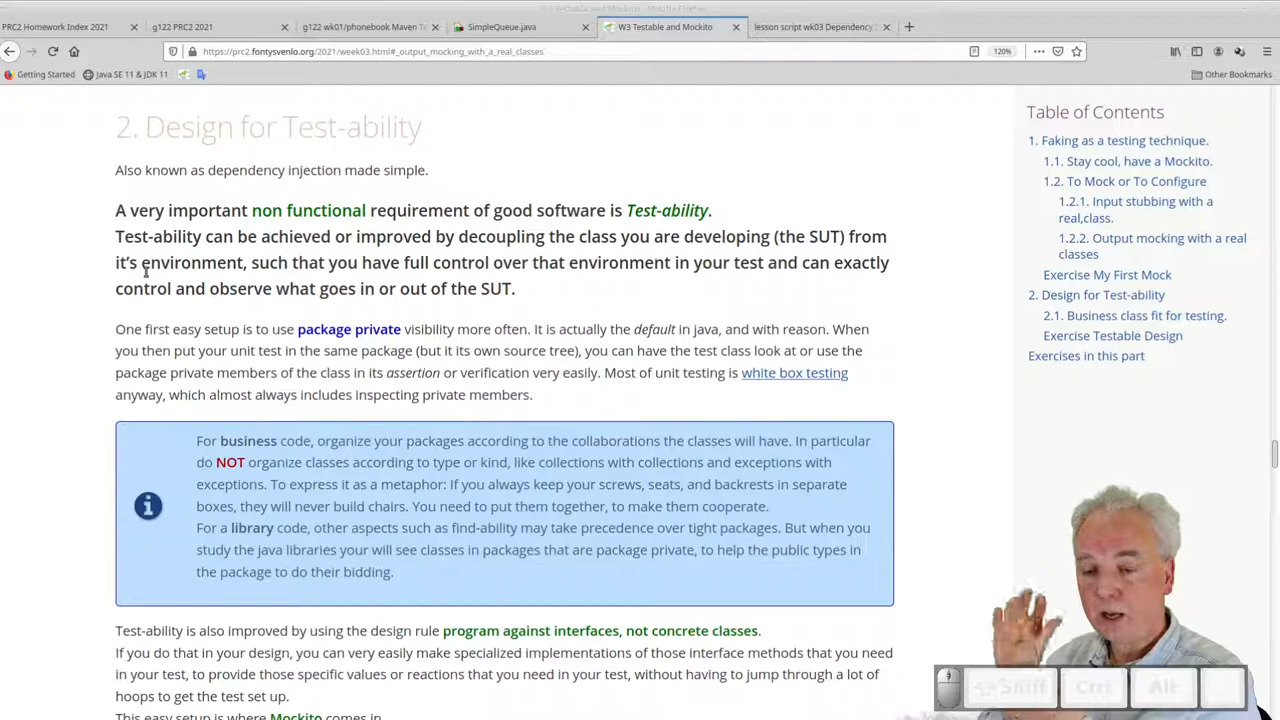 W3 Testable and Mockito - Mozilla Firefox
PRC2 Homework Index 2021
g122 PRC2 2021
g122 wk01/phonebook Maven Te
SimpleQueue.java
W3 Testable and Mockito
lesson script wk03 Dependency
https://prc2.fontysvenlo.org/2021/week03.html#_output_mocking_with_a_real_classes
120%
Getting Started
Java SE 11 & JDK 11
Other Bookmarks
2. Design for Test-ability
Also known as dependency injection made simple.
A very important non functional requirement of good software is Test-ability.
Test-ability can be achieved or improved by decoupling the class you are developing (the SUT) from
it's environment, such that you have full control over that environment in your test and can exactly
control and observe what goes in or out of the SUT.
One first easy setup is to use package private visibility more often. It is actually the default in java, and with reason. When
you then put your unit test in the same package (but it its own source tree), you can have the test class look at or use the
package private members of the class in its assertion or verification very easily. Most of unit testing is white box testing
anyway, which almost always includes inspecting private members.
For business code, organize your packages according to the collaborations the classes will have. In particular
do NOT organize classes according to type or kind, like collections with collections and exceptions with
exceptions. To express it as a metaphor: If you always keep your screws, seats, and backrests in separate
boxes, they will never build chairs. You need to put them together, to make them cooperate.
For a library code, other aspects such as find-ability may take precedence over tight packages. But when you
study the java libraries your will see classes in packages that are package private, to help the public types in
the package to do their bidding.
Test-ability is also improved by using the design rule program against interfaces, not concrete classes.
If you do that in your design, you can very easily make specialized implementations of those interface methods that you need
in your test, to provide those specific values or reactions that you need in your test, without having to jump through a lot of
hoops to get the test set up.
This easy setup is where Mockito comes in.
Table of Contents
1. Faking as a testing technique.
1.1. Stay cool, have a Mockito.
1.2. To Mock or To Configure
1.2.1. Input stubbing with a
real,class.
1.2.2. Output mocking with a real
classes
Exercise My First Mock
2. Design for Test-ability
2.1. Business class fit for testing.
Exercise Testable Design
Exercises in this part
Shift
Ctrl
Alt